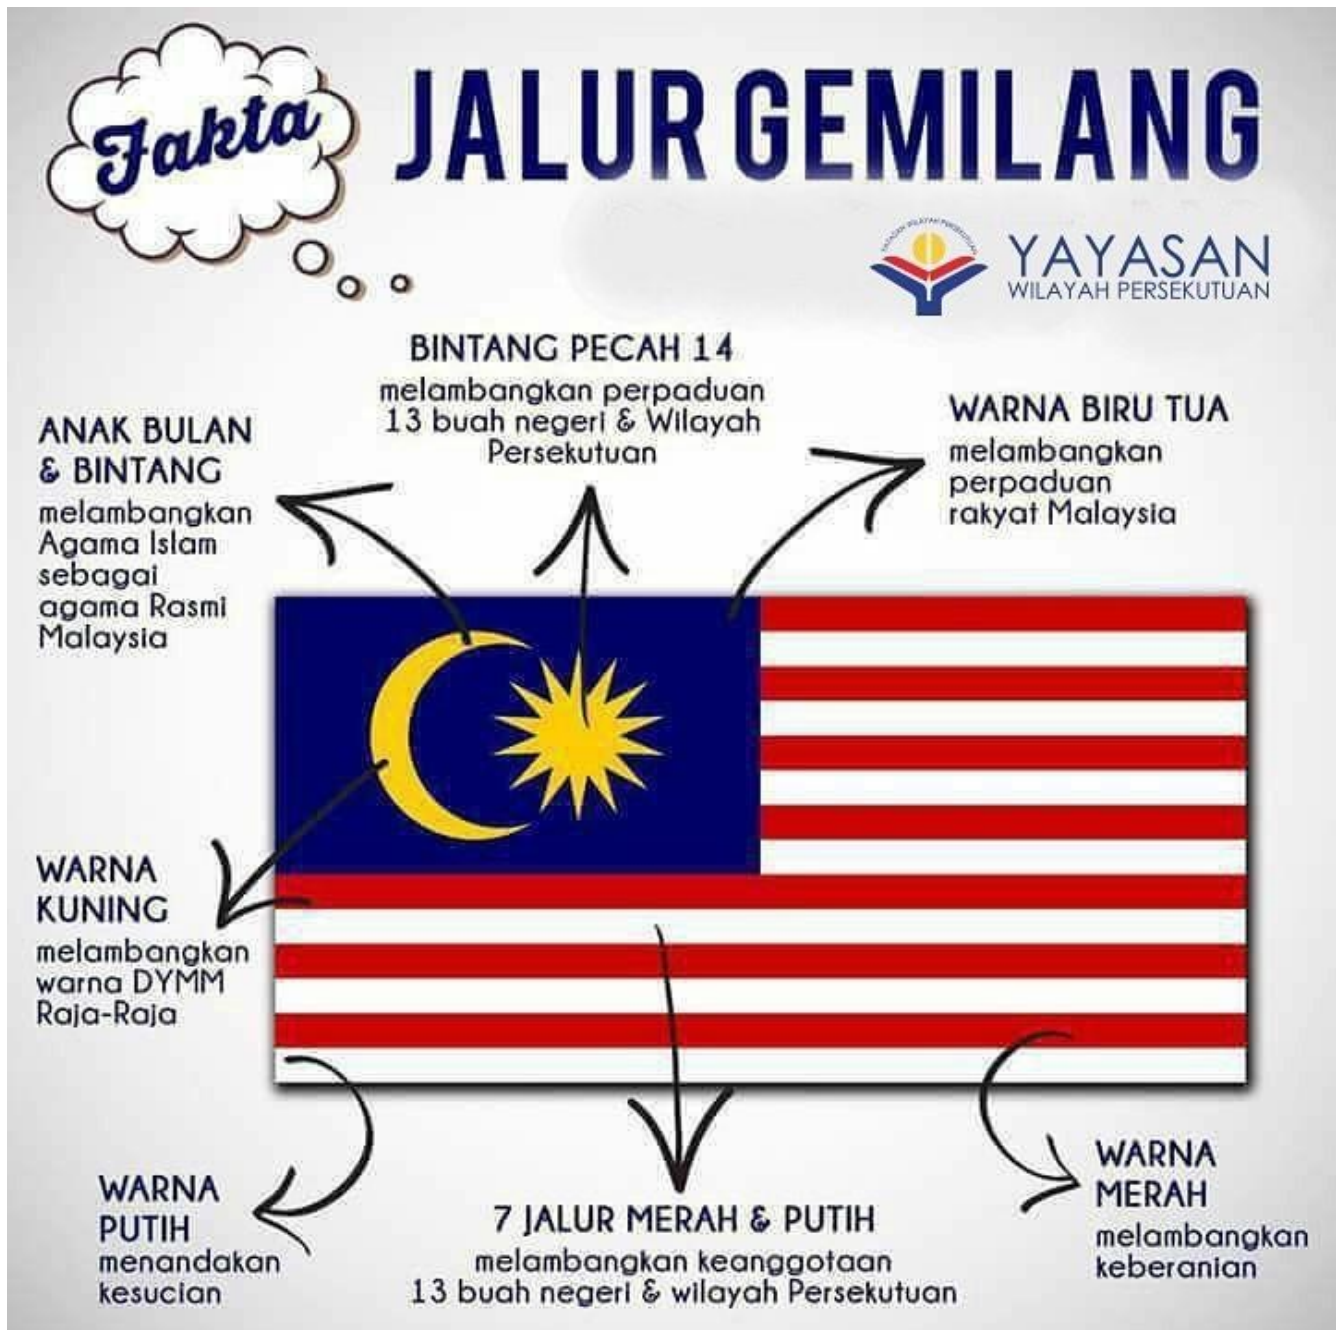 Fakta
JALUR GEMILANG
YAYASAN WILAYAH PERSEKUTUAN
YAYASAN
WILAYAH PERSEKUTUAN
BINTANG PECAH 14
melambangkan perpaduan
13 buah negeri & Wilayah
Persekutuan
ANAK BULAN
& BINTANG
melambangkan
Agama Islam
sebagai
agama Rasmi
Malaysia
WARNA BIRU TUA
melambangkan
perpaduan
rakyat Malaysia
WARNA
KUNING
melambangkan
warna DYMM
Raja-Raja
WARNA
PUTIH
menandakan
kesucian
7 JALUR MERAH & PUTIH
melambangkan keanggotaan
13 buah negeri & wilayah Persekutuan
WARNA
MERAH
melambangkan
keberanian